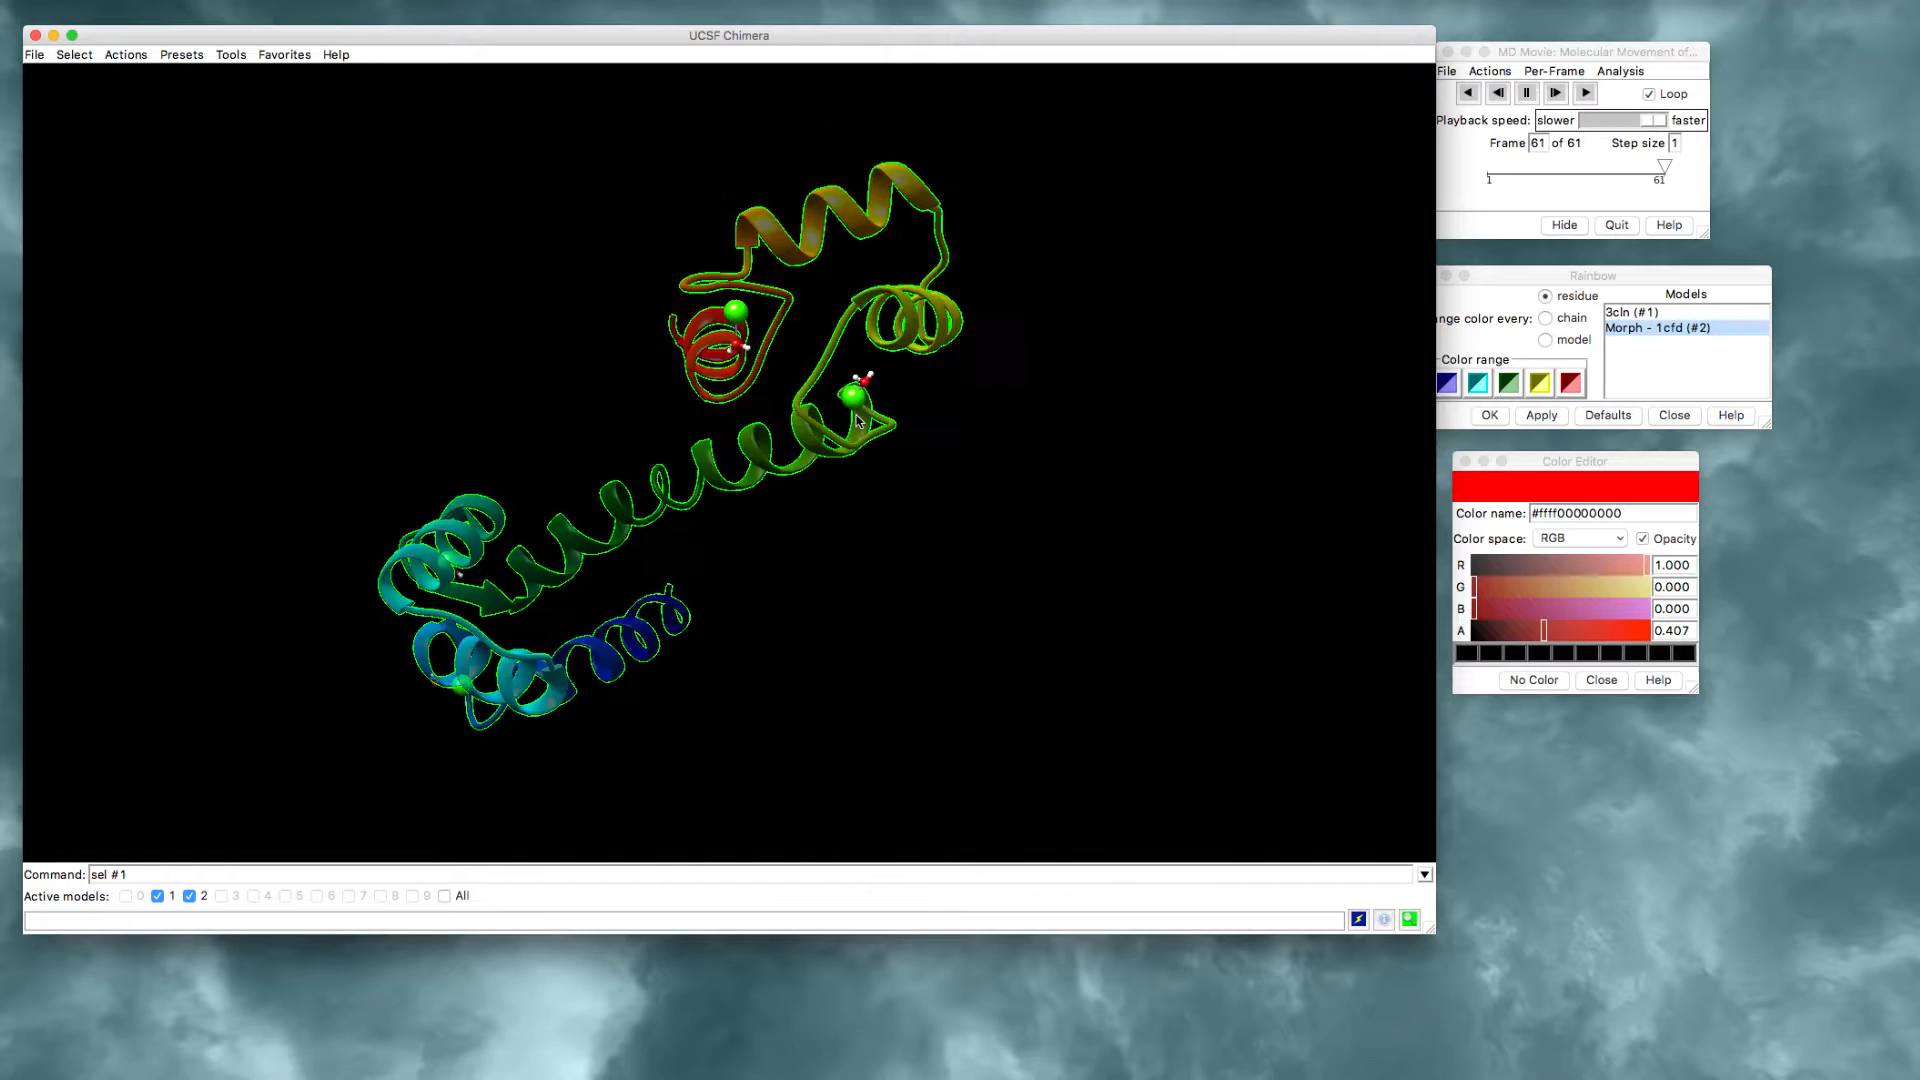 UCSF Chimera
File Select Actions Presets Tools Favorites Help
Command: sel #1
Active models: 0 1 2 3 4 5 6 7 8 9 All
MD Movie: Molecular Movement of...
File Actions Per-Frame Analysis
Loop
Playback speed: slower faster
Frame 61 of 61 Step size 1
1 61
Hide Quit Help
Rainbow
residue Models
nge color every: chain
model
3cln (#1)
Morph - 1cfd (#2)
Color range
OK Apply Defaults Close Help
Color Editor
Color name: #ffff00000000
Color space: RGB Opacity
R 1.000
G 0.000
B 0.000
A 0.407
No Color Close Help